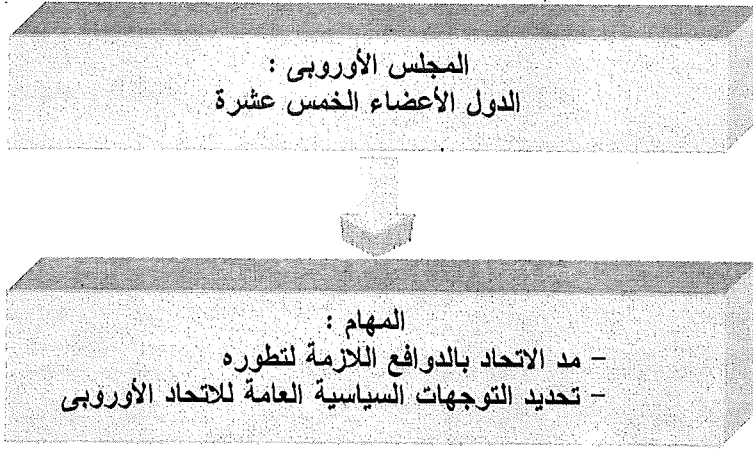 المجلس الأوروبى :
الدول الأعضاء الخمس عشرة
المهام :
- مد الاتحاد بالدوافع اللازمة لتطوره
- تحديد التوجهات السياسية العامة للاتحاد الأوروبى